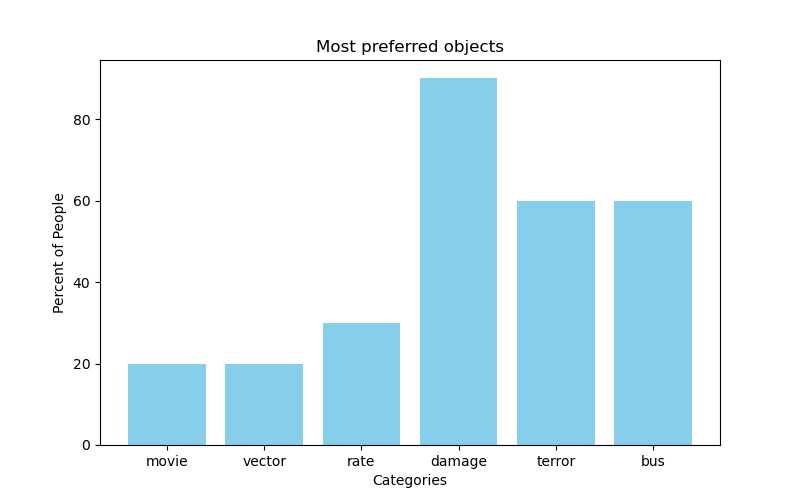 Most preferred objects
Percent of People
80
60
40
20
0
movie vector rate damage terror bus
Categories